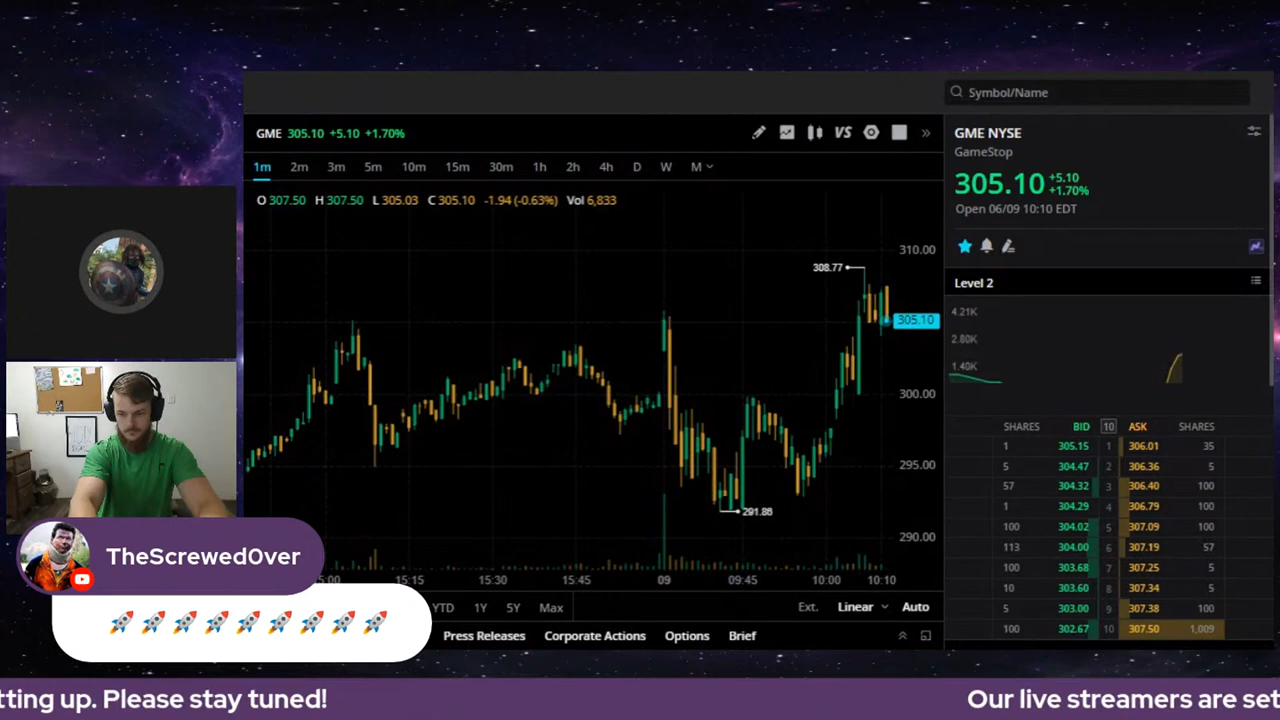 Symbol/Name
GME 305.10 +5.10 +1.70%
VS
1m 2m 3m 5m 10m 15m 30m 1h 2h 4h D W M
O 307.50 H 307.50 L 305.03 C 305.10 -1.94 (-0.63%) Vol 6,833
310.00
308.77
305.10
300.00
295.00
291.86
290.00
15:15 15:30 15:45 09 09:45 10:00 10:10
YTD 1Y 5Y Max
Ext. Linear Auto
Press Releases Corporate Actions Options Brief
GME NYSE
GameStop
305.10 +5.10 +1.70%
Open 06/09 10:10 EDT
Level 2
4.21K
2.80K
1.40K
SHARES BID 10 ASK SHARES
1 305.15 1 306.01 35
5 304.47 2 306.36 5
57 304.32 3 306.40 100
1 304.29 4 306.79 100
100 304.02 5 307.09 100
113 304.00 6 307.19 57
100 303.68 7 307.25 5
10 303.60 8 307.34 5
5 303.00 9 307.38 100
100 302.67 10 307.50 1,009
TheScrewedOver
🚀🚀🚀🚀🚀🚀🚀🚀🚀
tting up. Please stay tuned!
Our live streamers are set